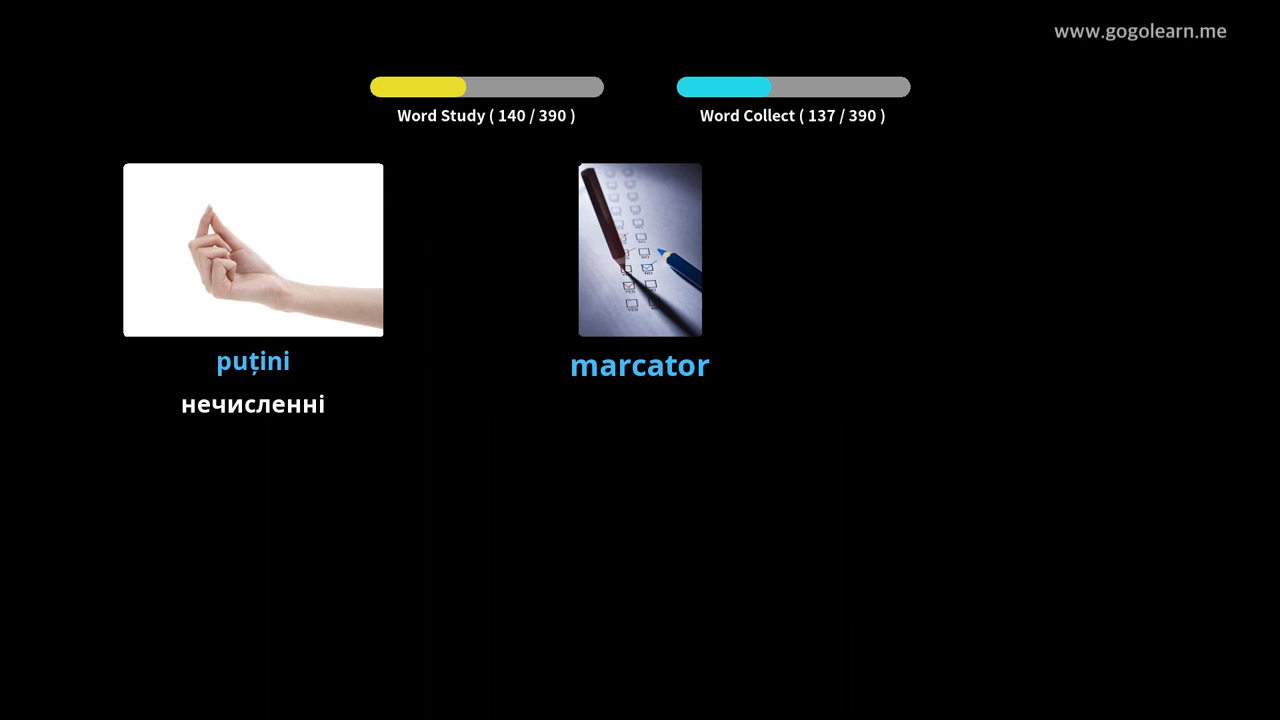 www.gogolearn.me
Word Study ( 140 / 390 )
Word Collect ( 137 / 390 )
puțini
marcator
нечисленні